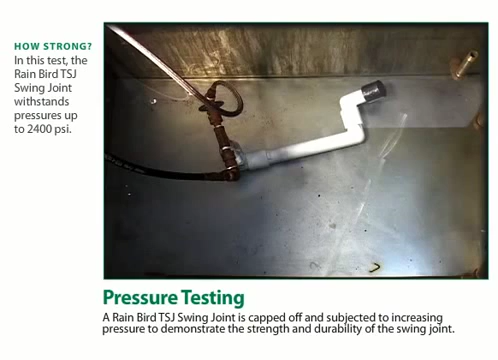 HOW STRONG?
In this test, the
Rain Bird TSJ
Swing Joint
withstands
pressures up
to 2400 psi.
Pressure Testing
A Rain Bird TSJ Swing Joint is capped off and subjected to increasing
pressure to demonstrate the strength and durability of the swing joint.